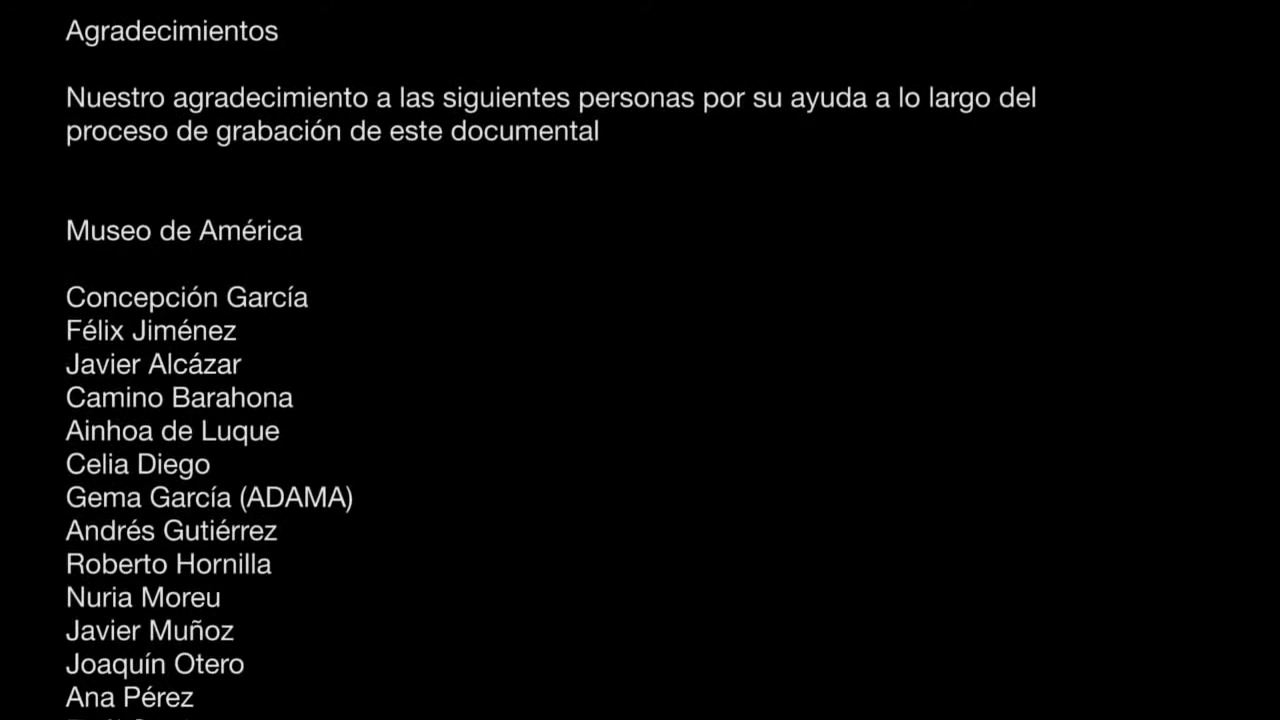 Agradecimientos
Nuestro agradecimiento a las siguientes personas por su ayuda a lo largo del
proceso de grabación de este documental
Museo de América
Concepción García
Félix Jiménez
Javier Alcázar
Camino Barahona
Ainhoa de Luque
Celia Diego
Gema García (ADAMA)
Andrés Gutiérrez
Roberto Hornilla
Nuria Moreu
Javier Muñoz
Joaquín Otero
Ana Pérez